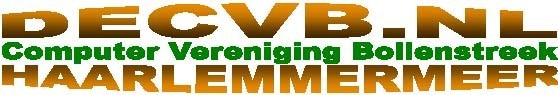 DECVB.NL
Computer Vereniging Bollenstreek
HAARLEMMERMEER